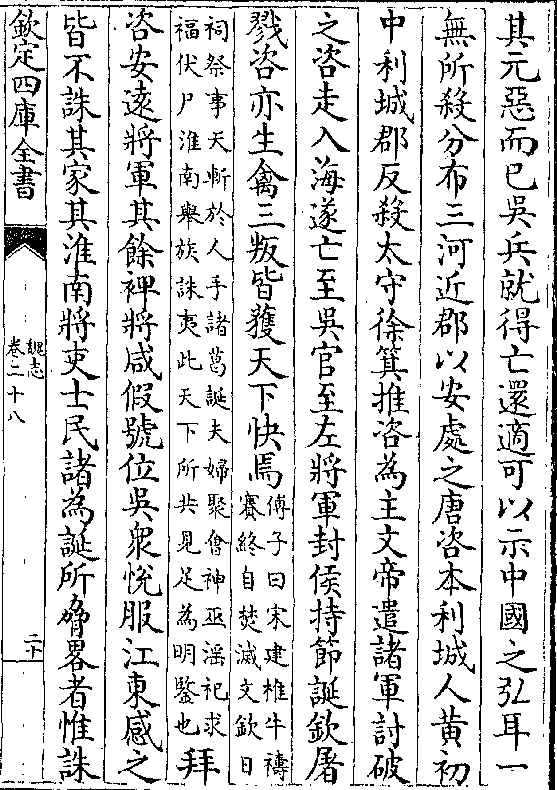 其元惡而已吳兵就得亡還適可以示中國之弘耳一
無所殺分布三河近郡以安處之唐咨本利城人黄初
中利城郡反殺太守徐箕推咨為主文帝遣諸軍討破
之咨走入海遂亡至吳官至左將軍封侯持節誕欽屠
戮咨亦生禽三叛皆獲天下快焉
傅子曰宋建椎牛禱
賽終自焚滅文欽日
祠祭事天斬於人手諸葛誕夫婦聚會神巫滛祀求
福伏尸淮南舉族誅夷此天下所共見足為明鑒也
拜
咨安遠將軍其餘裨將咸假號位吳衆悅服江東感之
皆不誅其家其淮南將吏士民諸為誕所脅畧者惟誅
欽定四庫全書
魏志
卷二十八
二十